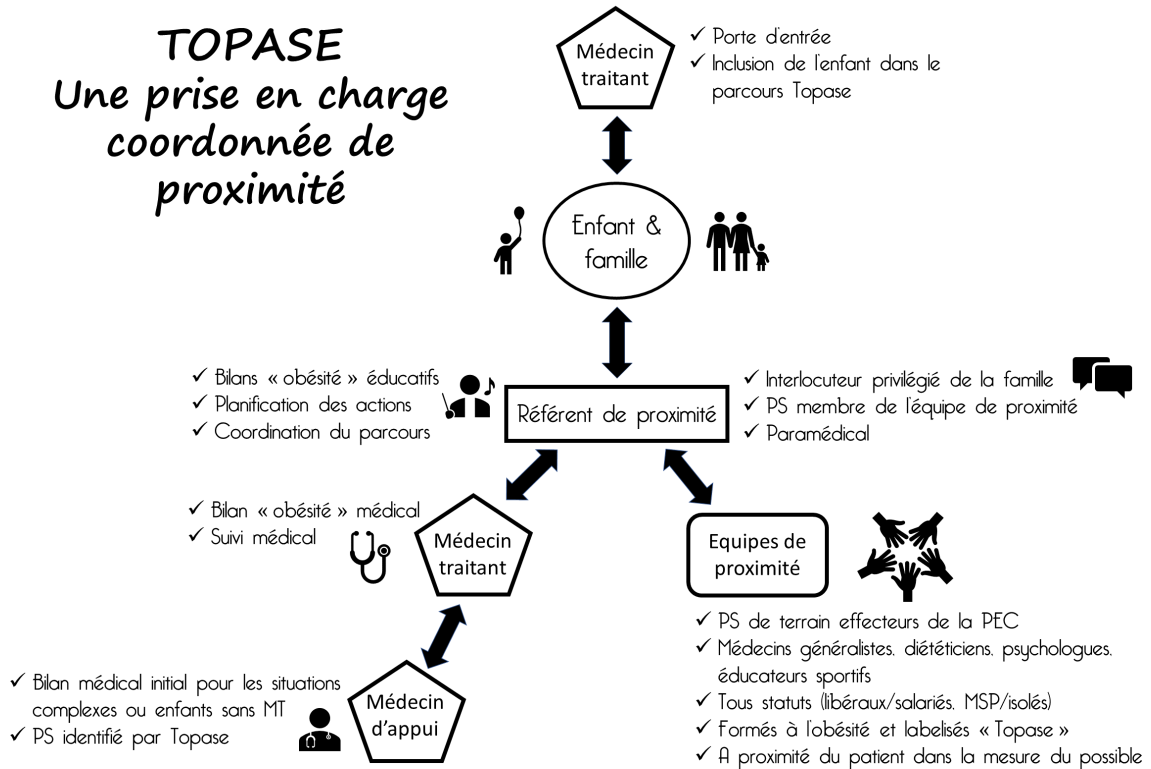 TOPASE
Une prise en charge
coordonnée de
proximité
Médecin
traitant
✓ Porte d'entrée
✓ Inclusion de l'enfant dans le
parcours Topase
Enfant &
famille
✓ Bilans « obésité » éducatifs
✓ Planification des actions
✓ Coordination du parcours
Référent de proximité
✓ Interlocuteur privilégié de la famille
✓ PS membre de l'équipe de proximité
✓ Paramédical
✓ Bilan « obésité » médical
✓ Suivi médical
Médecin
traitant
Equipes de
proximité
✓ PS de terrain effecteurs de la PEC
✓ Médecins généralistes, diététiciens, psychologues,
éducateurs sportifs
✓ Tous statuts (libéraux/salariés, MSP/isolés)
✓ Formés à l'obésité et labelisés « Topase »
✓ A proximité du patient dans la mesure du possible
✓ Bilan médical initial pour les situations
complexes ou enfants sans MT
✓ PS identifié par Topase
Médecin
d'appui